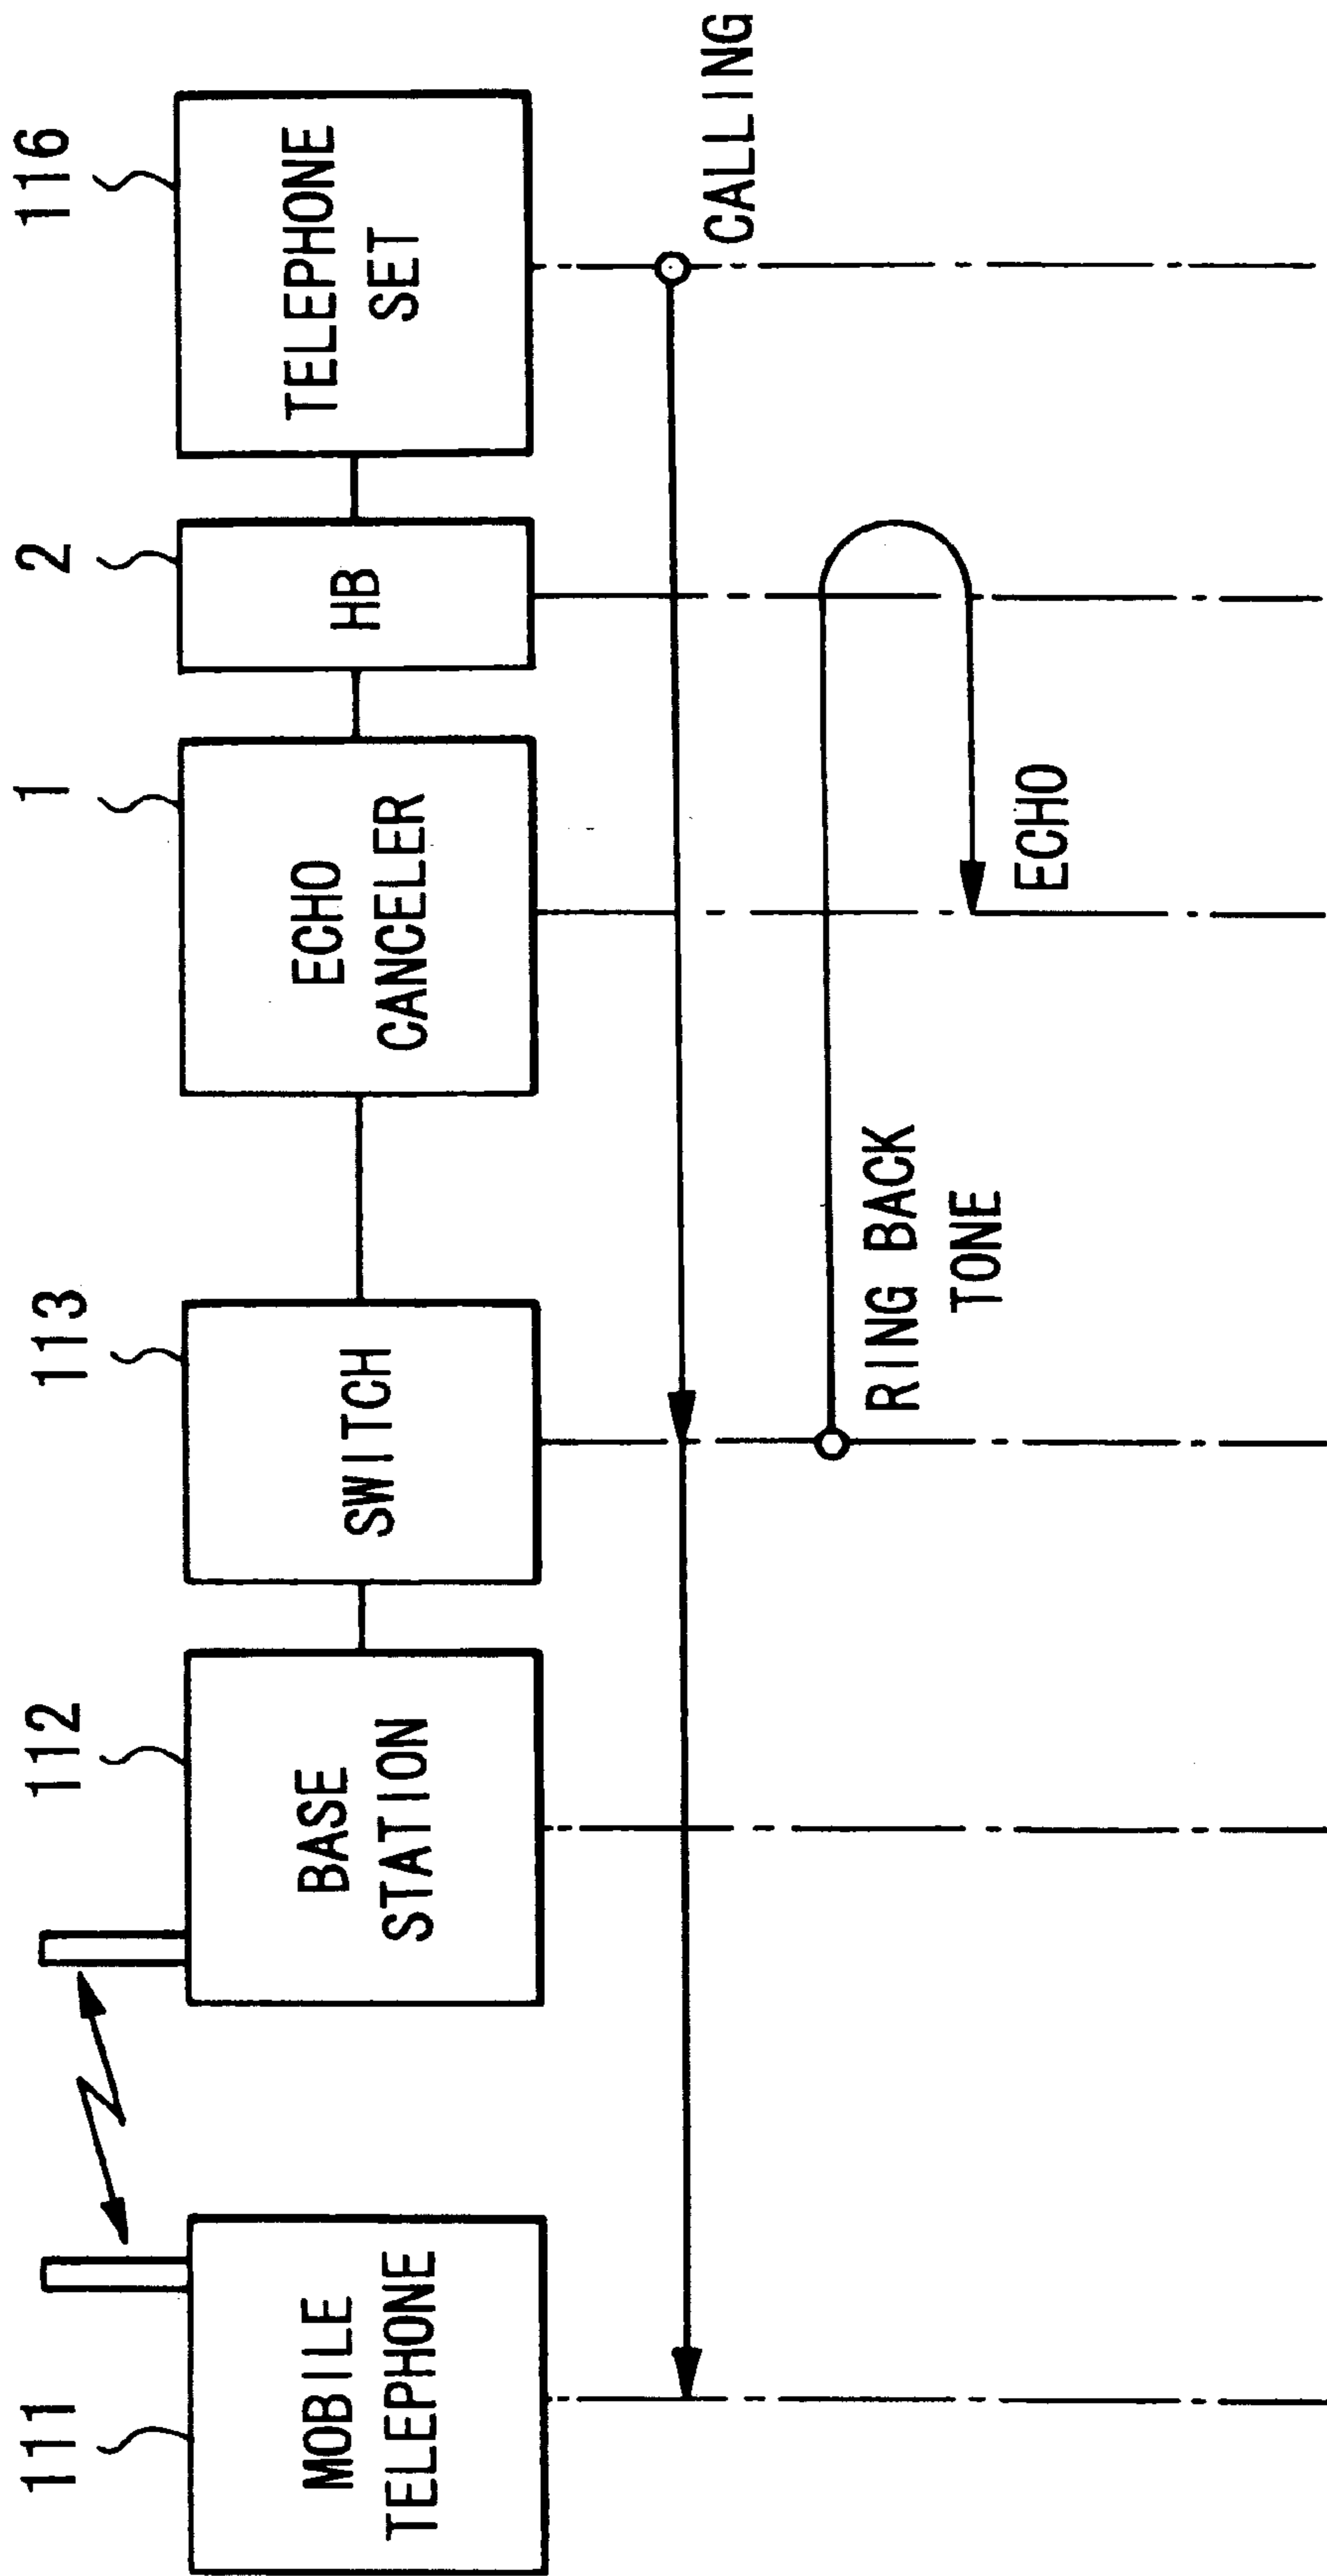 111
112
113
1
2
116
MOBILE
TELEPHONE
BASE
STATION
SWITCH
ECHO
CANCELER
HB
TELEPHONE
SET
CALLING
RING BACK
TONE
ECHO